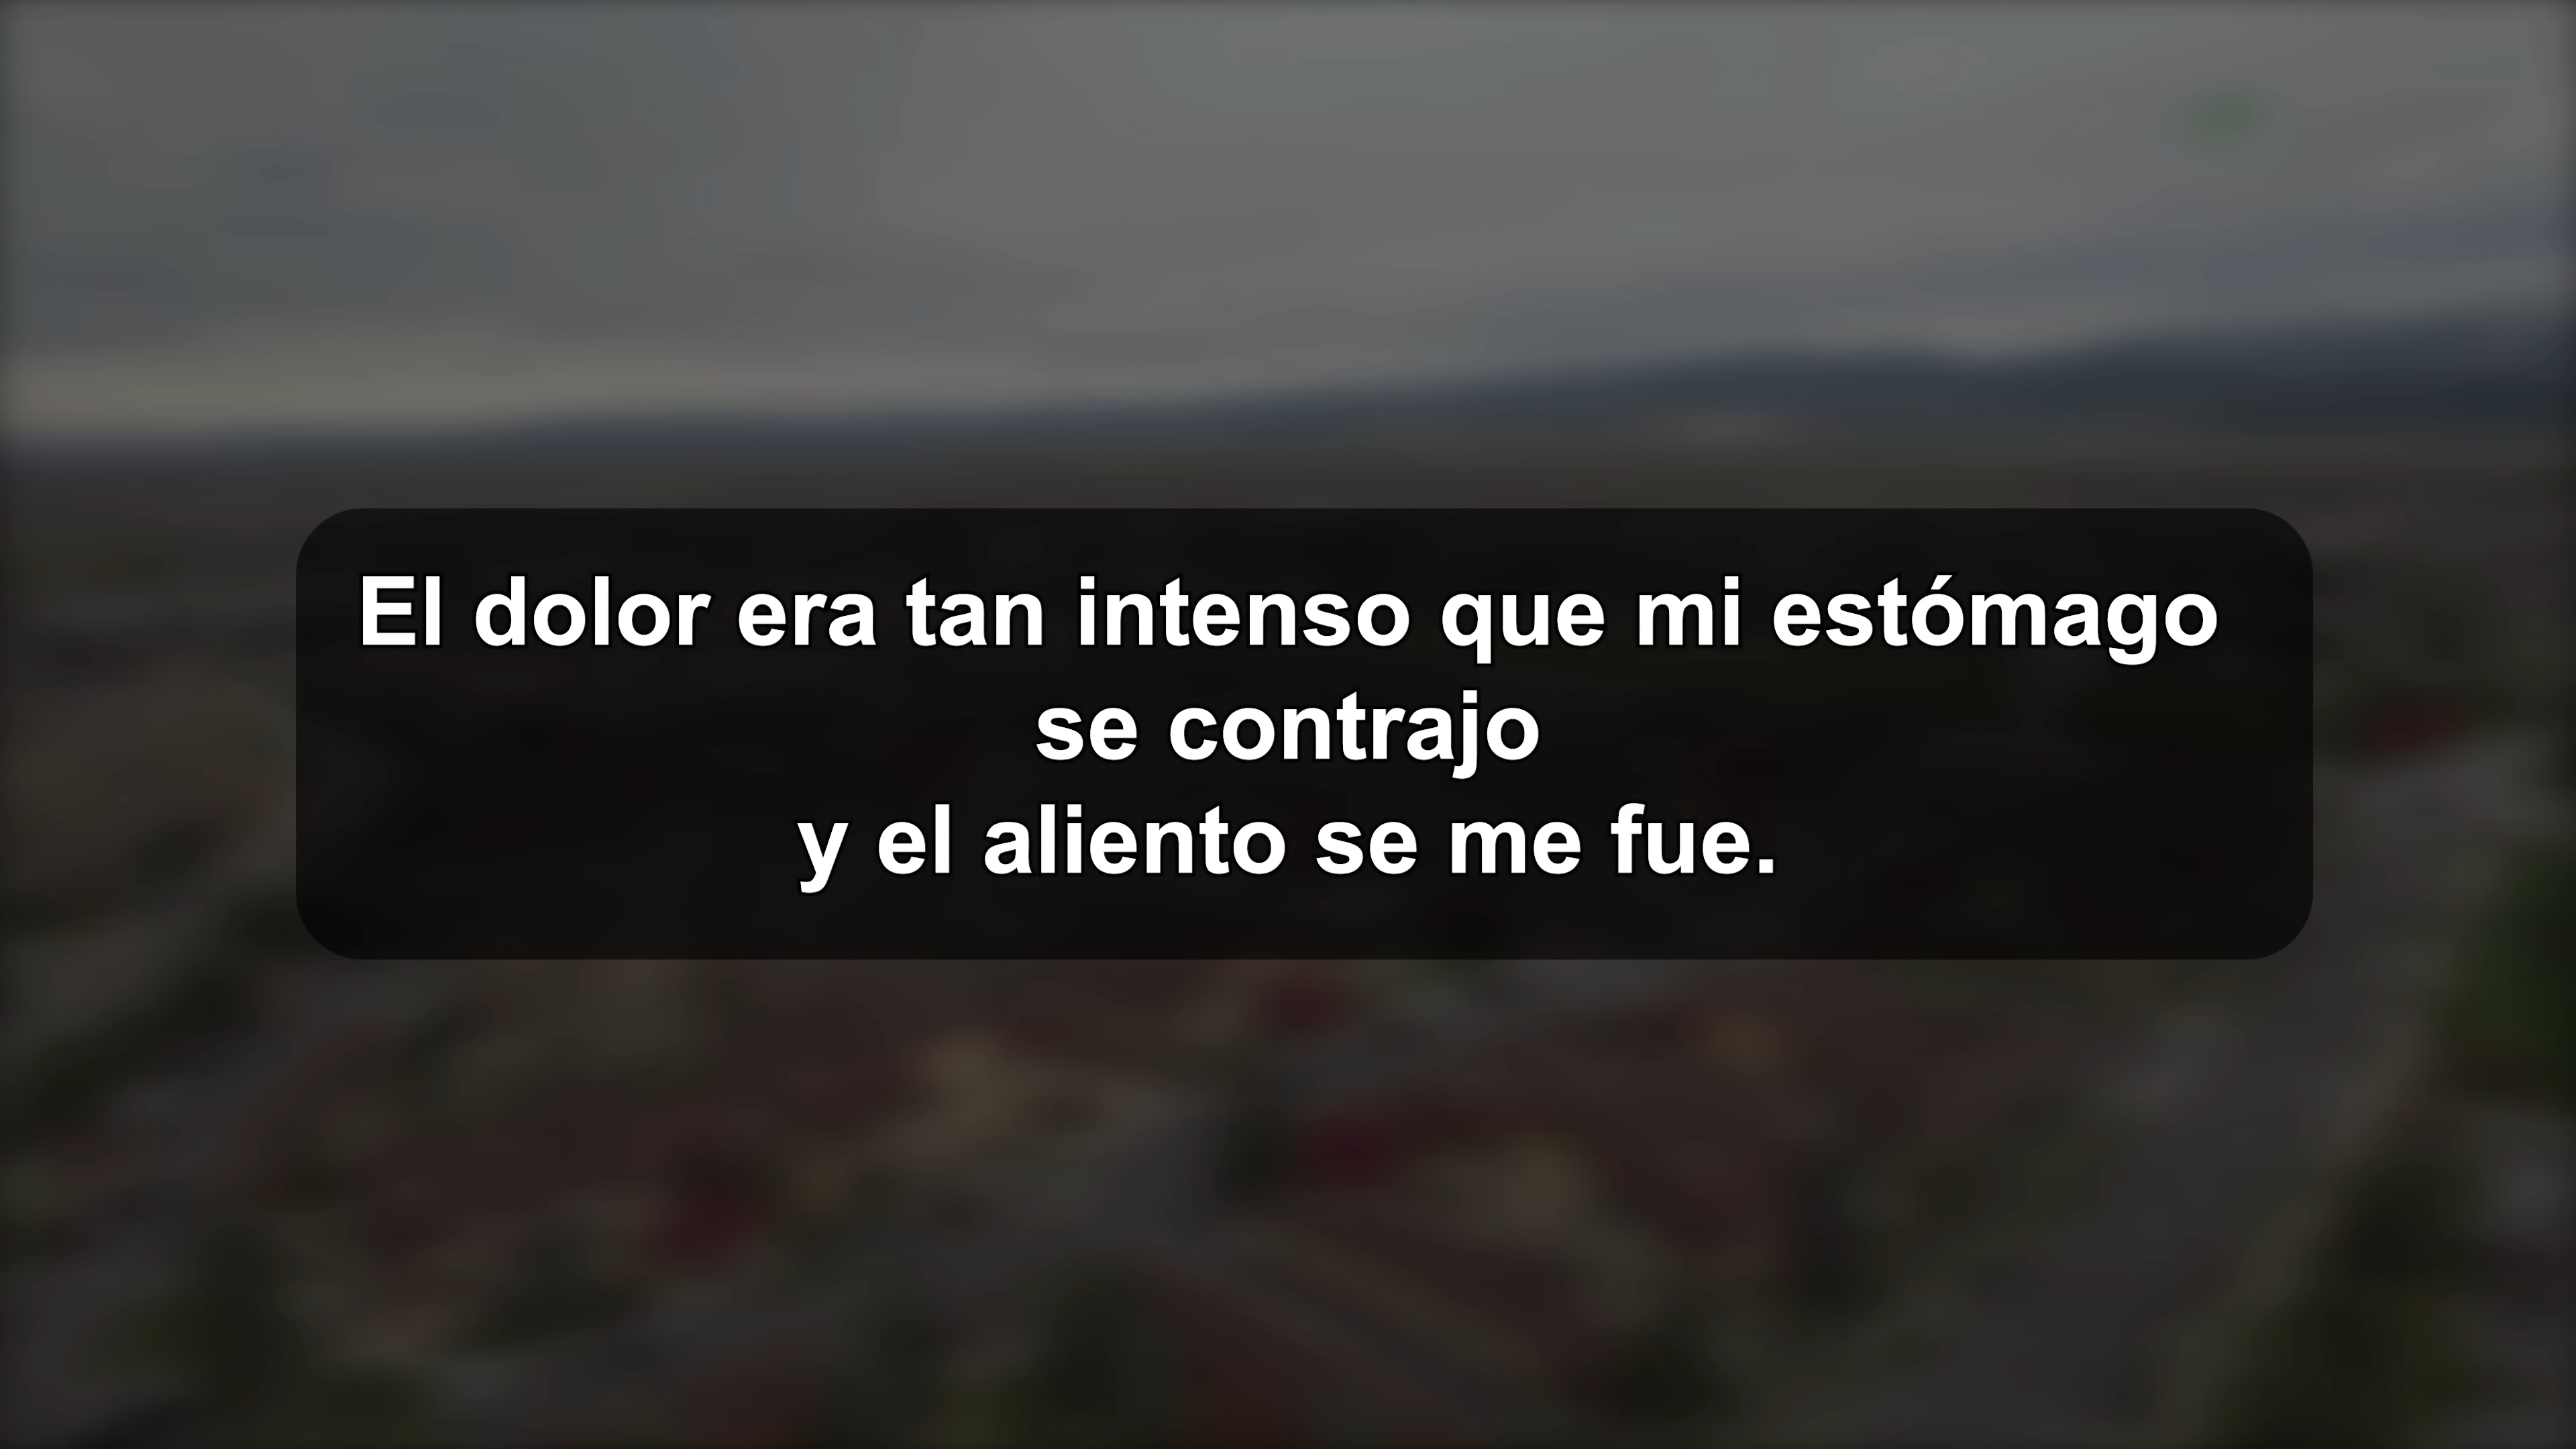 El dolor era tan intenso que mi estómago
se contrajo
y el aliento se me fue.